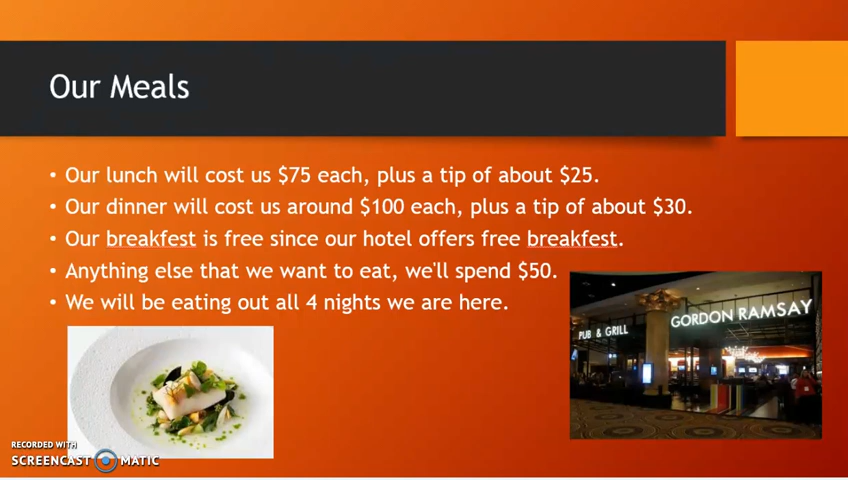 Our Meals
• Our lunch will cost us $75 each, plus a tip of about $25.
• Our dinner will cost us around $100 each, plus a tip of about $30.
• Our breakfest is free since our hotel offers free breakfest.
• Anything else that we want to eat, we'll spend $50.
• We will be eating out all 4 nights we are here.
PUB & GRILL
GORDON RAMSAY
RECORDED WITH
SCREENCAST MATIC